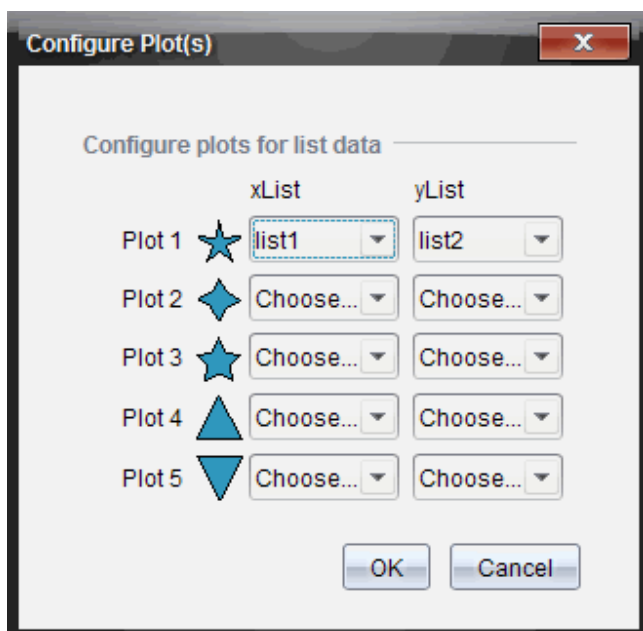 Configure Plot(s)
Configure plots for list data
xList yList
Plot 1 list1 list2
Plot 2 Choose... Choose...
Plot 3 Choose... Choose...
Plot 4 Choose... Choose...
Plot 5 Choose... Choose...
OK Cancel